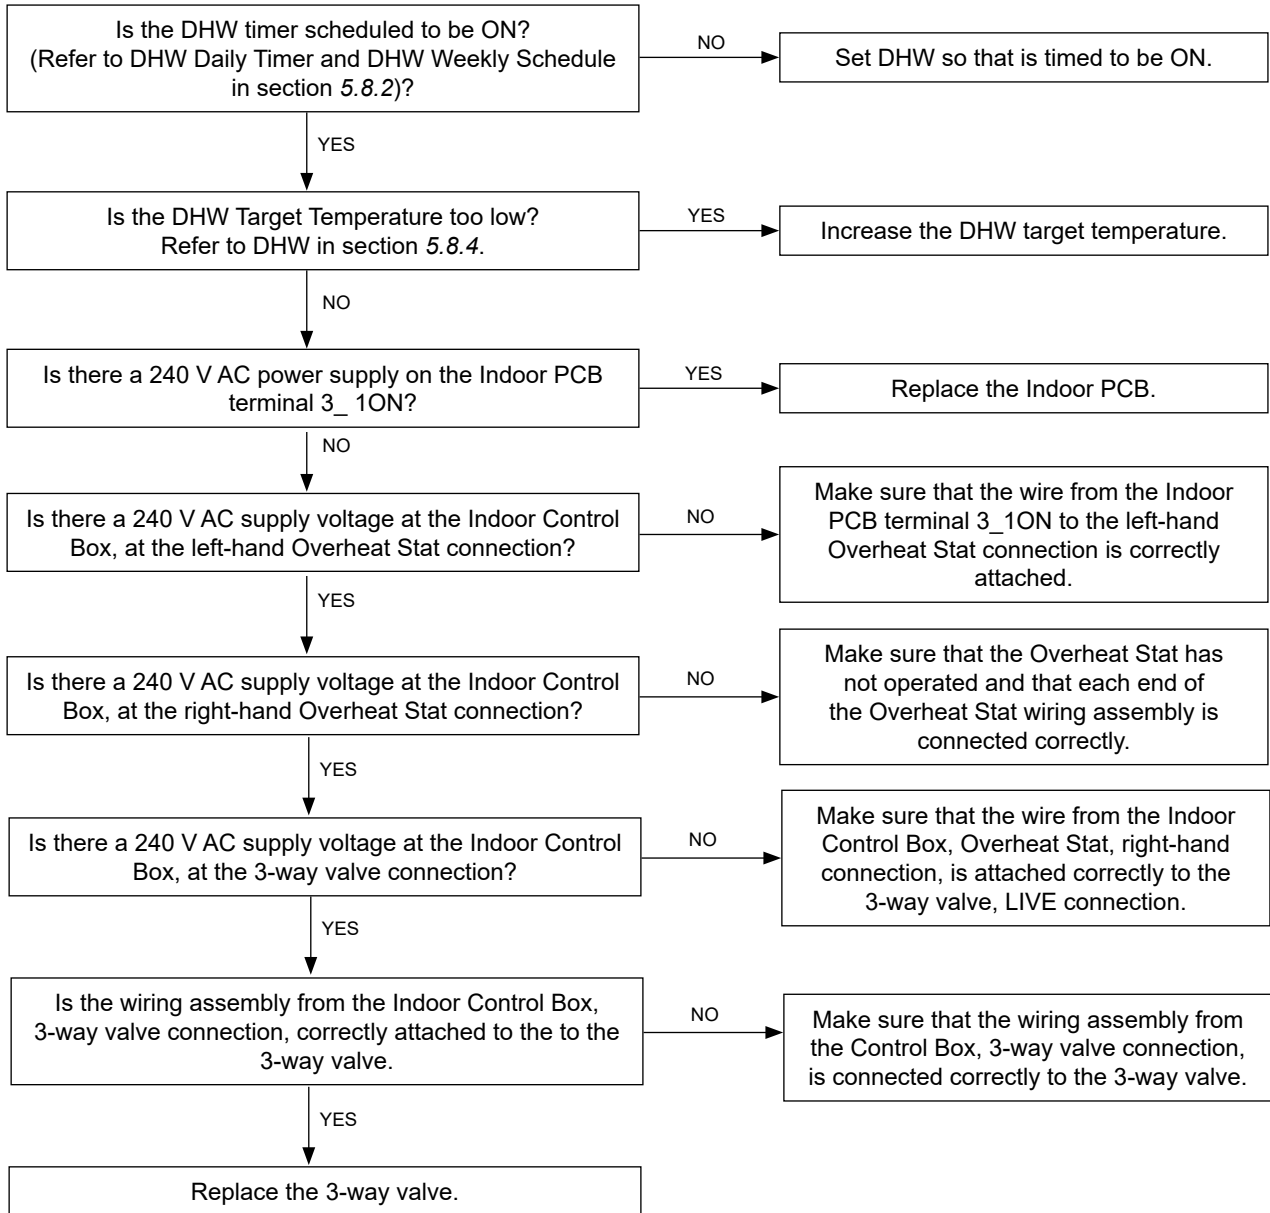 Is the DHW timer scheduled to be ON?
(Refer to DHW Daily Timer and DHW Weekly Schedule
in section 5.8.2)?
NO
Set DHW so that is timed to be ON.
YES
Is the DHW Target Temperature too low?
Refer to DHW in section 5.8.4.
YES
Increase the DHW target temperature.
NO
Is there a 240 V AC power supply on the Indoor PCB
terminal 3_ 1ON?
YES
Replace the Indoor PCB.
NO
Is there a 240 V AC supply voltage at the Indoor Control
Box, at the left-hand Overheat Stat connection?
NO
Make sure that the wire from the Indoor
PCB terminal 3_1ON to the left-hand
Overheat Stat connection is correctly
attached.
YES
Is there a 240 V AC supply voltage at the Indoor Control
Box, at the right-hand Overheat Stat connection?
NO
Make sure that the Overheat Stat has
not operated and that each end of
the Overheat Stat wiring assembly is
connected correctly.
YES
Is there a 240 V AC supply voltage at the Indoor Control
Box, at the 3-way valve connection?
NO
Make sure that the wire from the Indoor
Control Box, Overheat Stat, right-hand
connection, is attached correctly to the
3-way valve, LIVE connection.
YES
Is the wiring assembly from the Indoor Control Box,
3-way valve connection, correctly attached to the to the
3-way valve.
NO
Make sure that the wiring assembly from
the Control Box, 3-way valve connection,
is connected correctly to the 3-way valve.
YES
Replace the 3-way valve.